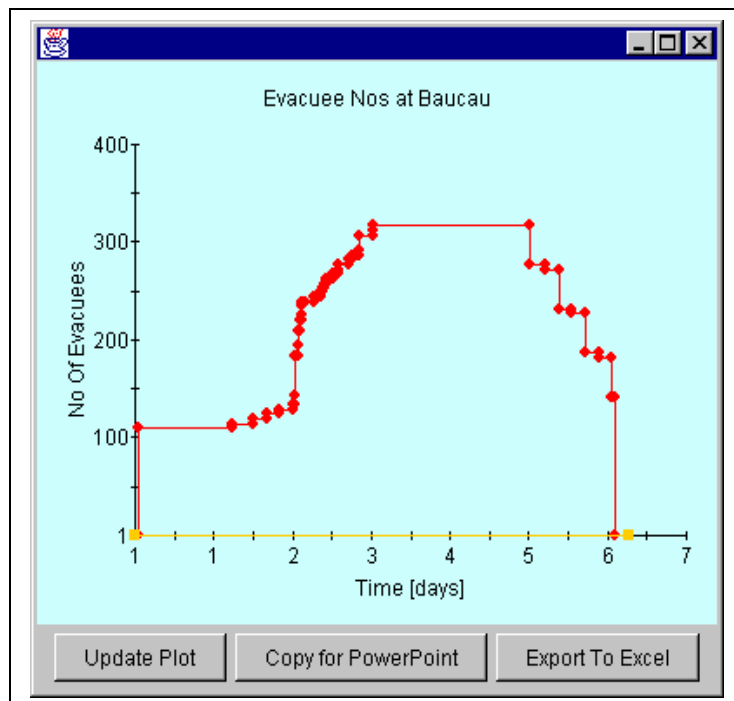 Evacuee Nos at Baucau
400
300
200
100
1
No Of Evacuees
1 1 2 3 4 5 6 7
Time [days]
Update Plot Copy for PowerPoint Export To Excel